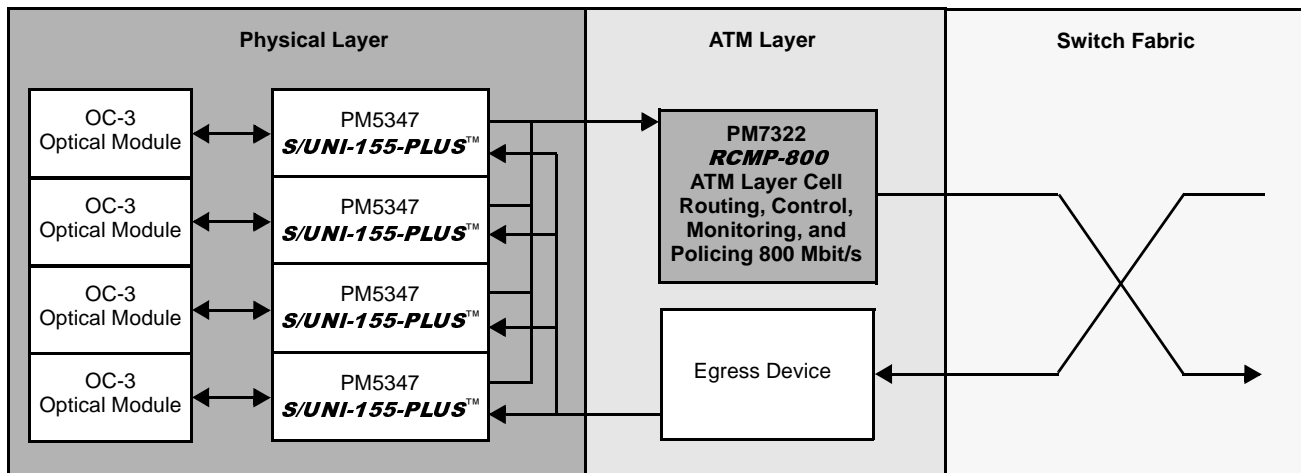 Physical Layer
ATM Layer
Switch Fabric
OC-3
Optical Module
PM5347
S/UNI-155-PLUS™
OC-3
Optical Module
PM5347
S/UNI-155-PLUS™
OC-3
Optical Module
PM5347
S/UNI-155-PLUS™
OC-3
Optical Module
PM5347
S/UNI-155-PLUS™
PM7322
RCMP-800
ATM Layer Cell
Routing, Control,
Monitoring, and
Policing 800 Mbit/s
Egress Device